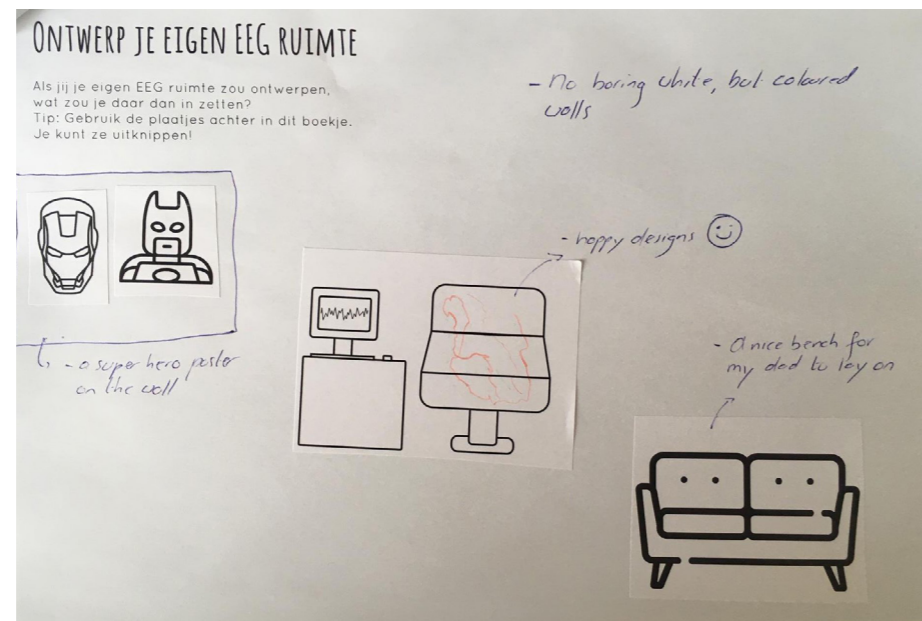 ONTWERP JE EIGEN EEG RUIMTE
Als jij je eigen EEG ruimte zou ontwerpen,
wat zou je daar dan in zetten?
Tip: Gebruik de plaatjes achter in dit boekje.
Je kunt ze uitknippen!
- No boring white, but coloured
walls
- happy designs
- a super hero poster
on the wall
- A nice bench for
my dad to lay on